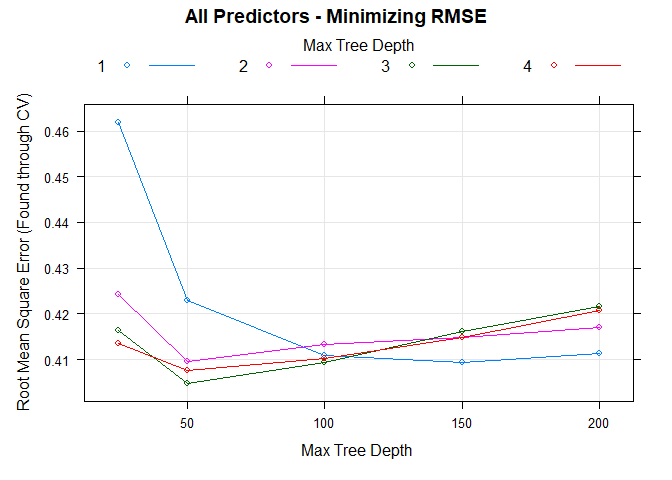 All Predictors - Minimizing RMSE
Max Tree Depth
1 2 3 4
Root Mean Square Error (Found through CV)
0.46
0.45
0.44
0.43
0.42
0.41
50 100 150 200
Max Tree Depth